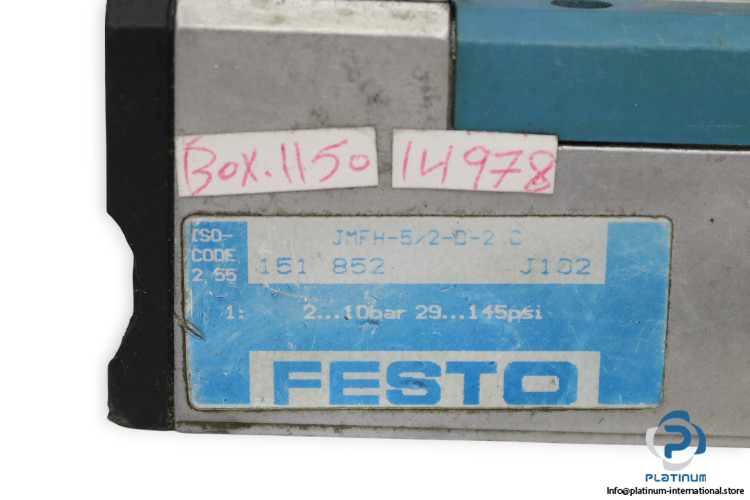 Box.1150 14978
ISO-
CODE
2 65
JMFH-5/2-D-2 C
151 852 J102
1: 2...10bar 29...145psi
FESTO
PLATINUM
Info@platinum-international.store